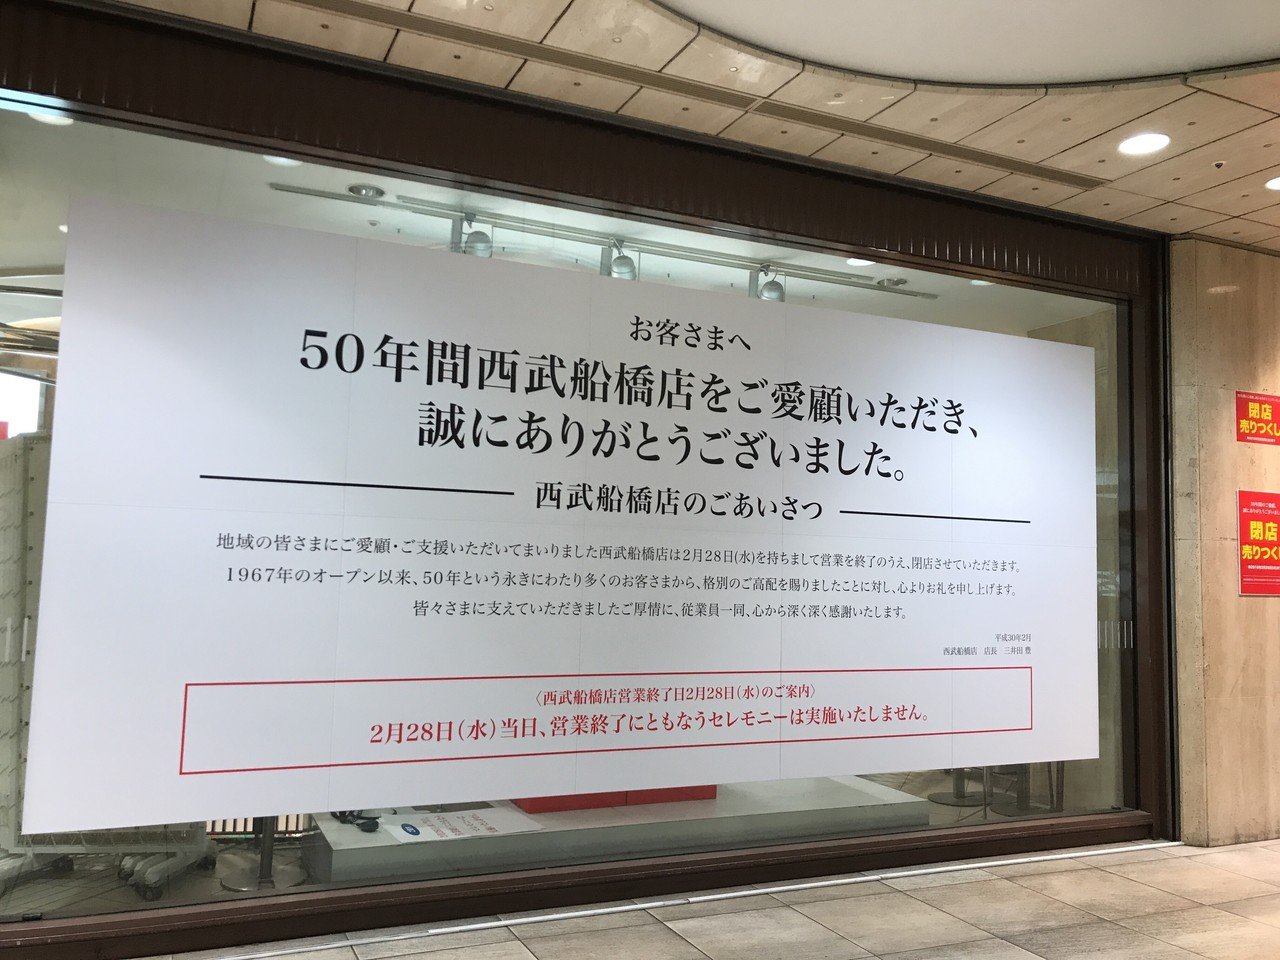 お客さまへ
50年間西武船橋店をご愛顧いただき、
誠にありがとうございました。
西武船橋店のごあいさつ
地域の皆さまにご愛顧・ご支援いただいてまいりました西武船橋店は2月28日(水)を持ちまして営業を終了のうえ、閉店させていただきます。
1967年のオープン以来、50年という永きにわたり多くのお客さまから、格別のご高配を賜りましたことに対し、心よりお礼を申し上げます。
皆々さまに支えていただきましたご厚情に、従業員一同、心から深く深く感謝いたします。
平成30年2月
西武船橋店 店長 三井田 豊
〈西武船橋店営業終了日2月28日(水)のご案内〉
2月28日(水)当日、営業終了にともなうセレモニーは実施いたしません。
閉店
売りつくし
閉店
売りつくし